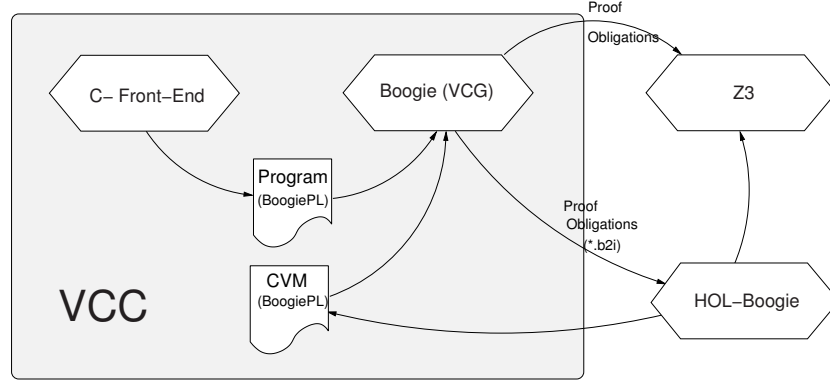 Proof
Obligations
C− Front−End
Boogie (VCG)
Z3
Program
(BoogiePL)
Proof
Obligations
(*.b2i)
CVM
(BoogiePL)
VCC
HOL−Boogie